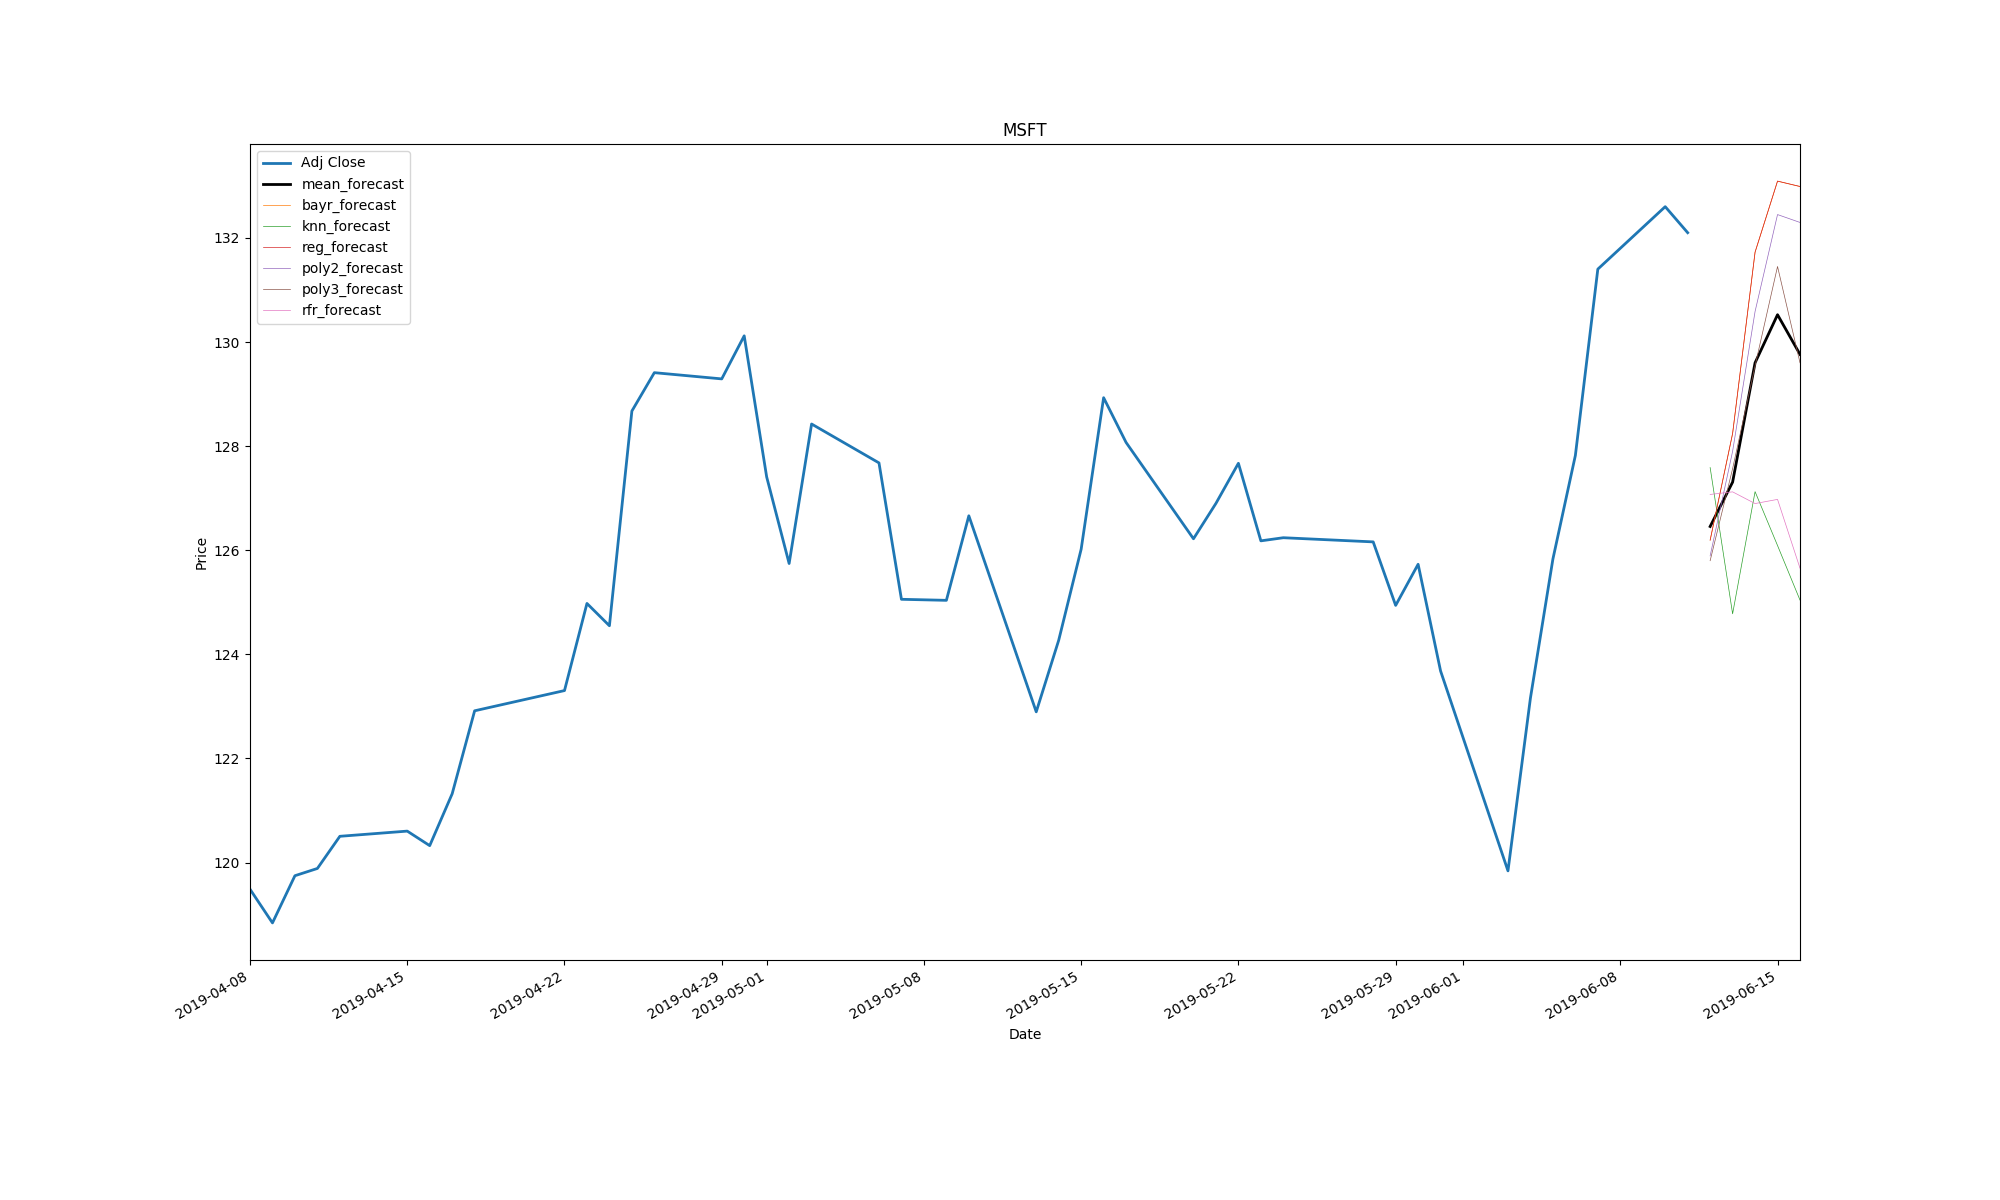 MSFT
Adj Close
mean_forecast
bayr_forecast
knn_forecast
reg_forecast
poly2_forecast
poly3_forecast
rfr_forecast
132
130
128
126
124
122
120
Price
2019-04-08
2019-04-15
2019-04-22
2019-04-29
2019-05-01
2019-05-08
2019-05-15
2019-05-22
2019-05-29
2019-06-01
2019-06-08
2019-06-15
Date